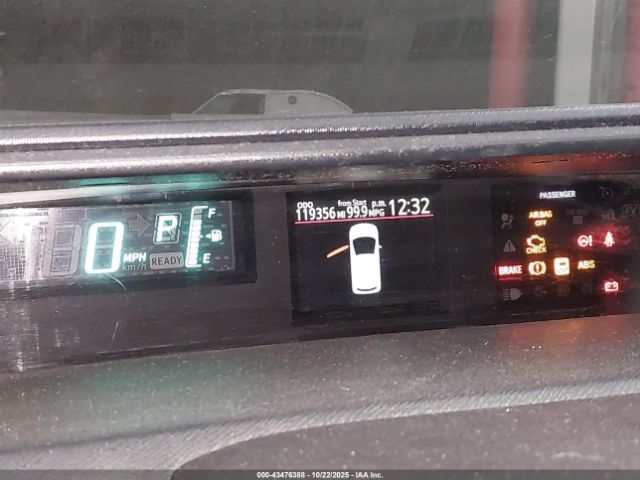 PASSENGER
ODO from Start p.m. 12:32
119356 MI 99.9 MPG
AIR BAG
OFF
F
P
0 MPH
km/h
READY
E
CHECK
BRAKE
ABS
000-43476388 - 10/22/2025 - IAA Inc.